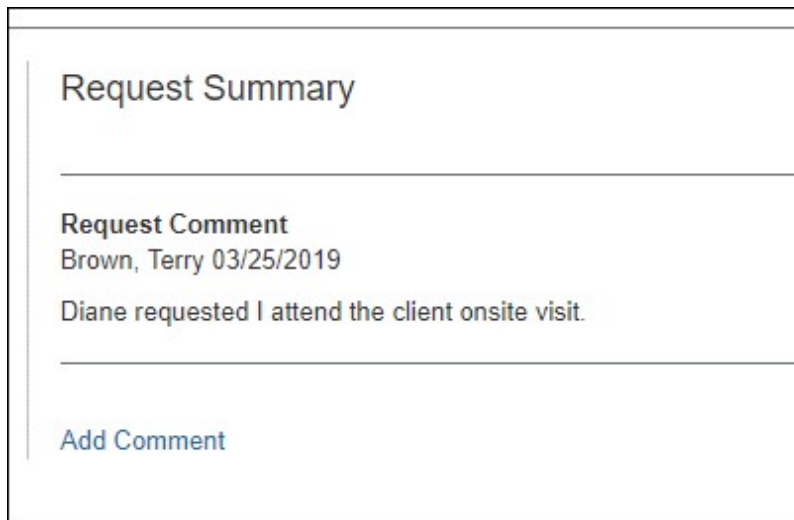 Request Summary
Request Comment
Brown, Terry 03/25/2019
Diane requested I attend the client onsite visit.
Add Comment